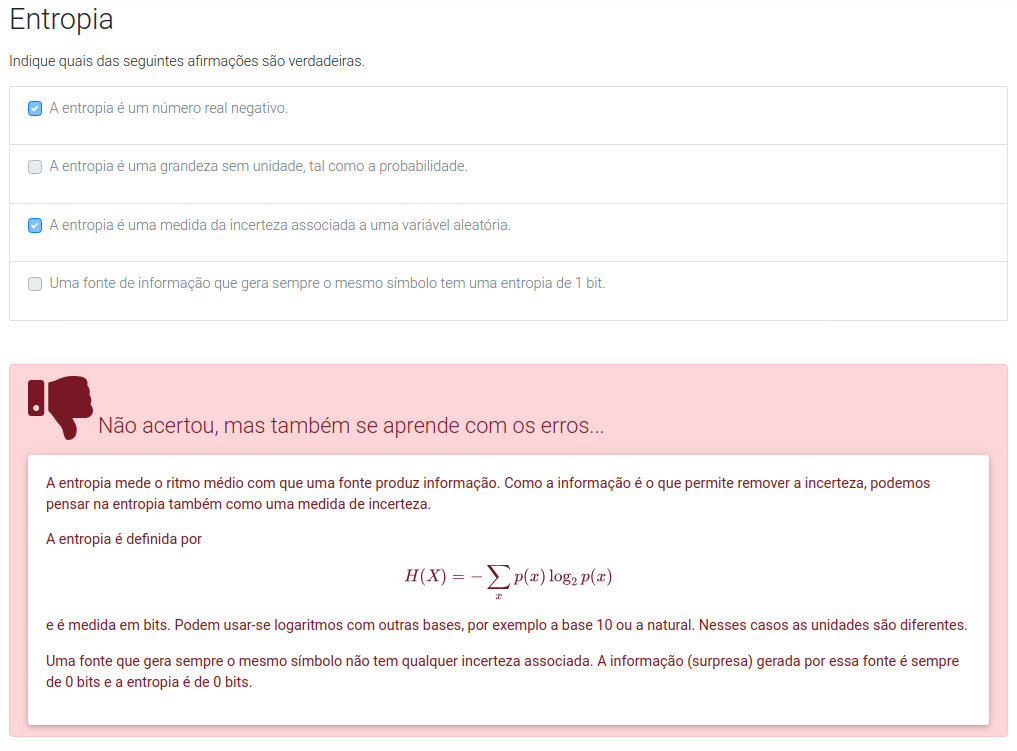 Entropia
Indique quais das seguintes afirmações são verdadeiras.
A entropia é um número real negativo.
A entropia é uma grandeza sem unidade, tal como a probabilidade.
A entropia é uma medida da incerteza associada a uma variável aleatória.
Uma fonte de informação que gera sempre o mesmo símbolo tem uma entropia de 1 bit.
Não acertou, mas também se aprende com os erros...
A entropia mede o ritmo médio com que uma fonte produz informação. Como a informação é o que permite remover a incerteza, podemos
pensar na entropia também como uma medida de incerteza.
A entropia é definida por
H(X) = −∑ₓ p(x) log₂ p(x)
e é medida em bits. Podem usar-se logaritmos com outras bases, por exemplo a base 10 ou a natural. Nesses casos as unidades são diferentes.
Uma fonte que gera sempre o mesmo símbolo não tem qualquer incerteza associada. A informação (surpresa) gerada por essa fonte é sempre
de 0 bits e a entropia é de 0 bits.